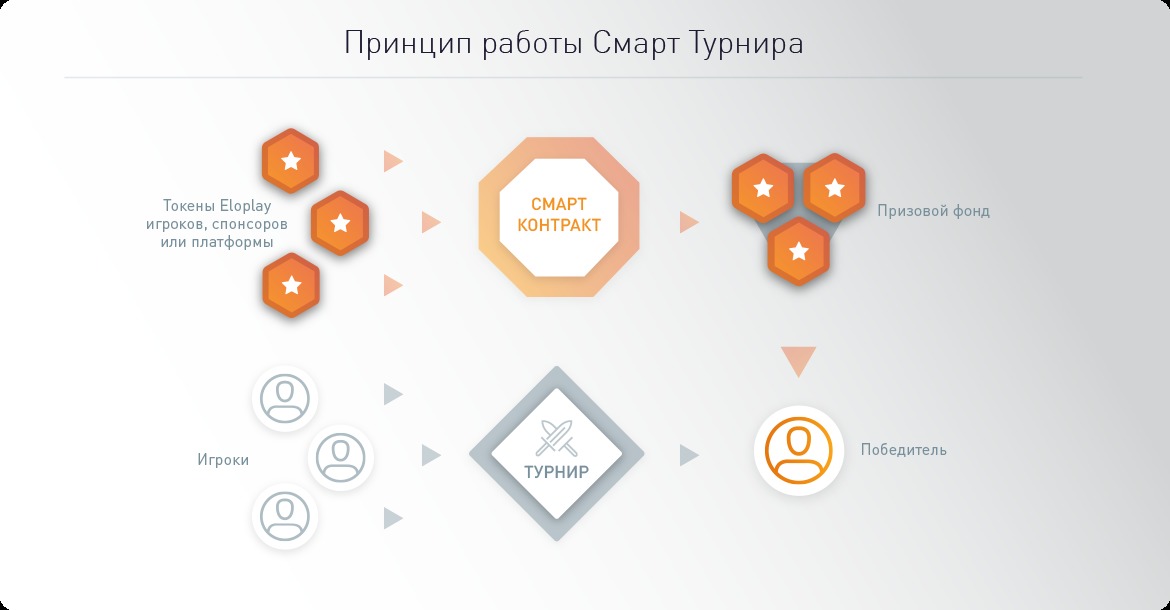 Принцип работы Смарт Турнира
Токены Eloplay
игроков, спонсоров
или платформы
СМАРТ
КОНТРАКТ
Призовой фонд
Игроки
ТУРНИР
Победитель